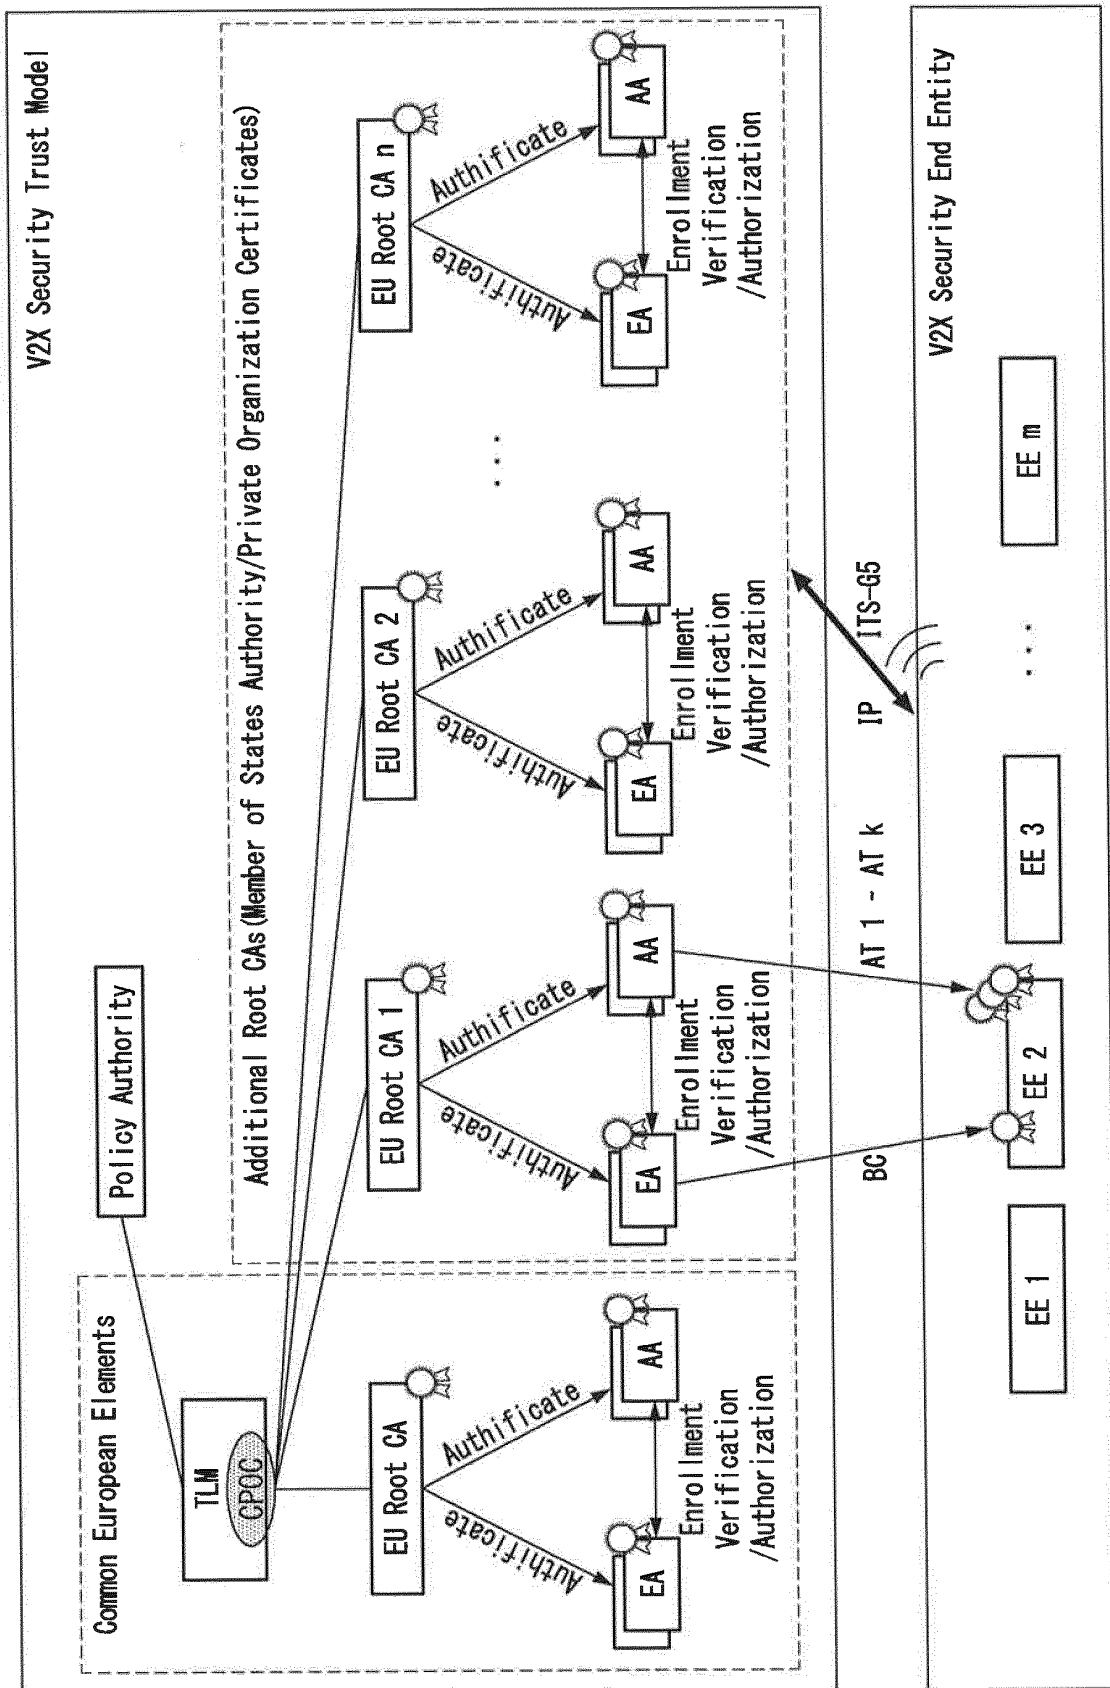 V2X Security Trust Model
Policy Authority
Common European Elements
TLM
CPOC
EU Root CA
Authificate
Authificate
EA
AA
Enrollment
Verification
/Authorization
Additional Root CAs(Member of States Authority/Private Organization Certificates)
EU Root CA 1
Authificate
Authificate
EA
AA
Enrollment
Verification
/Authorization
EU Root CA 2
Authificate
Authificate
EA
AA
Enrollment
Verification
/Authorization
...
EU Root CA n
Authificate
Authificate
EA
AA
Enrollment
Verification
/Authorization
BC
AT 1 - AT k
IP
ITS-G5
V2X Security End Entity
EE 1
EE 2
EE 3
...
EE m